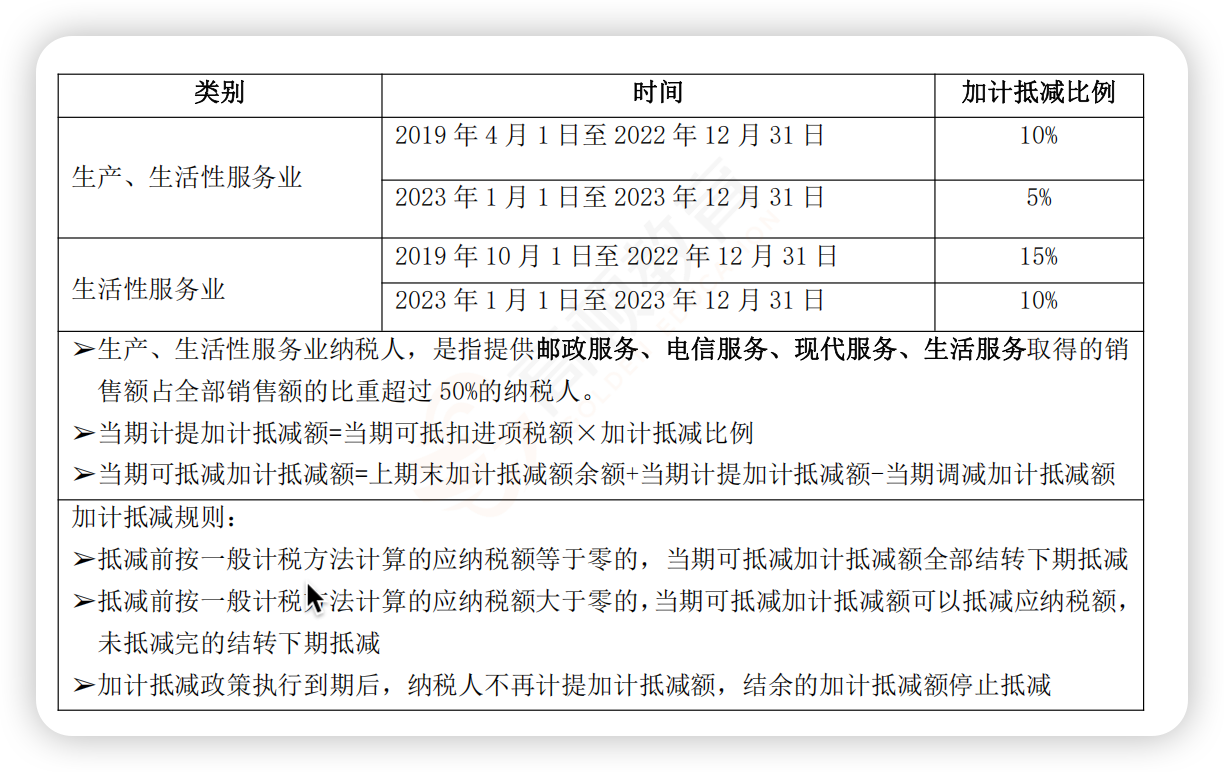 类别 时间 加计抵减比例
生产、生活性服务业
2019 年 4 月 1 日至 2022 年 12 月 31 日 10%
2023 年 1 月 1 日至 2023 年 12 月 31 日 5%
生活性服务业
2019 年 10 月 1 日至 2022 年 12 月 31 日 15%
2023 年 1 月 1 日至 2023 年 12 月 31 日 10%
➢生产、生活性服务业纳税人，是指提供邮政服务、电信服务、现代服务、生活服务取得的销
售额占全部销售额的比重超过 50%的纳税人。
➢当期计提加计抵减额=当期可抵扣进项税额×加计抵减比例
➢当期可抵减加计抵减额=上期末加计抵减额余额+当期计提加计抵减额-当期调减加计抵减额
加计抵减规则：
➢抵减前按一般计税方法计算的应纳税额等于零的，当期可抵减加计抵减额全部结转下期抵减
➢抵减前按一般计税方法计算的应纳税额大于零的，当期可抵减加计抵减额可以抵减应纳税额，
未抵减完的结转下期抵减
➢加计抵减政策执行到期后，纳税人不再计提加计抵减额，结余的加计抵减额停止抵减
高顿教育